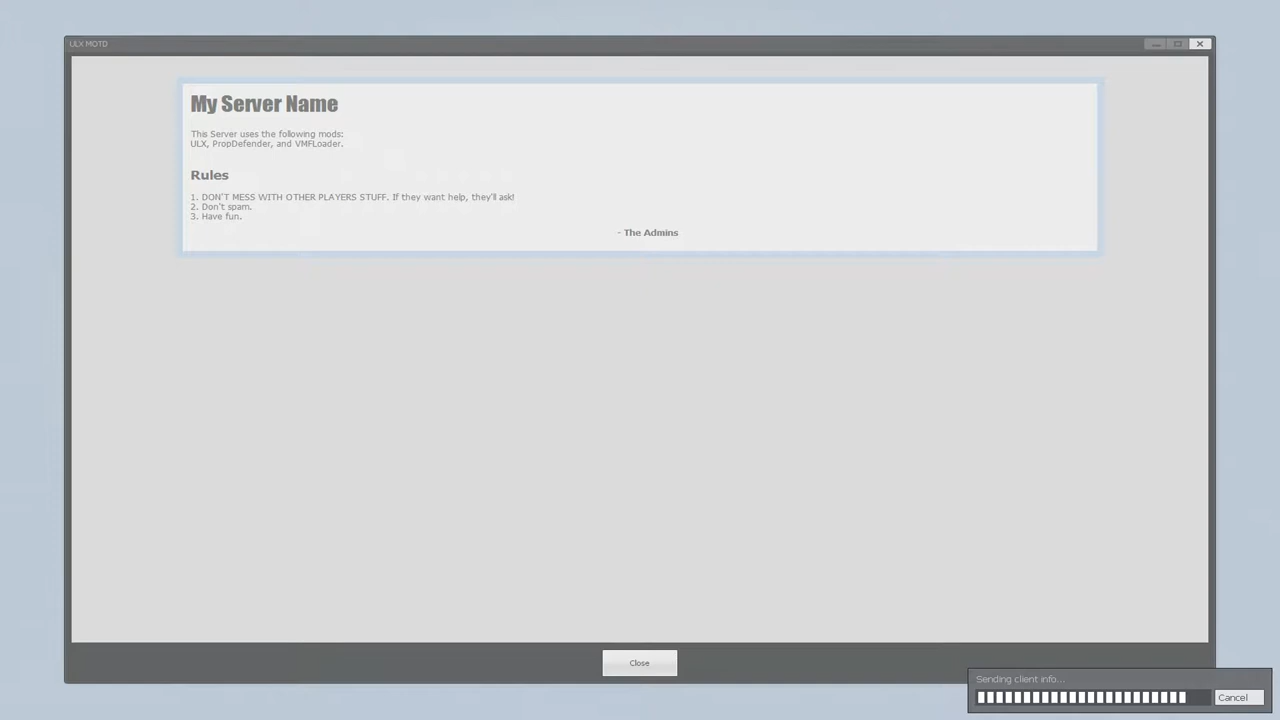 ULX MOTD
My Server Name
This Server uses the following mods:
ULX, PropDefender, and VMFLoader.
Rules
1. DON'T MESS WITH OTHER PLAYERS STUFF. If they want help, they'll ask!
2. Don't spam.
3. Have fun.
- The Admins
Close
Sending client info...
Cancel